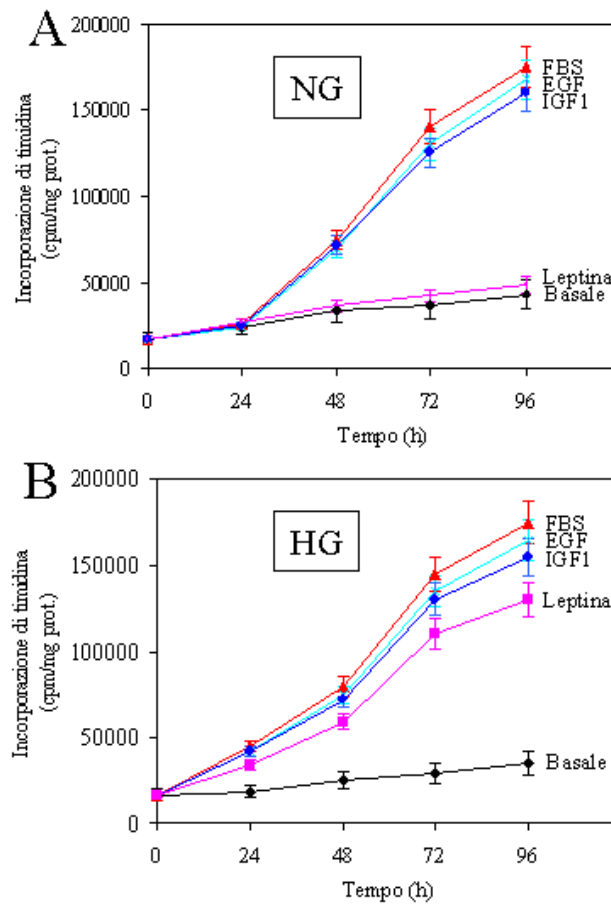 A
NG
Incorporazione di timidina
(cpm/mg prot.)
200000
150000
100000
50000
0
FBS
EGF
IGF1
Leptina
Basale
0 24 48 72 96
Tempo (h)
B
HG
Incorporazione di timidina
(cpm/mg prot.)
200000
150000
100000
50000
0
FBS
EGF
IGF1
Leptina
Basale
0 24 48 72 96
Tempo (h)